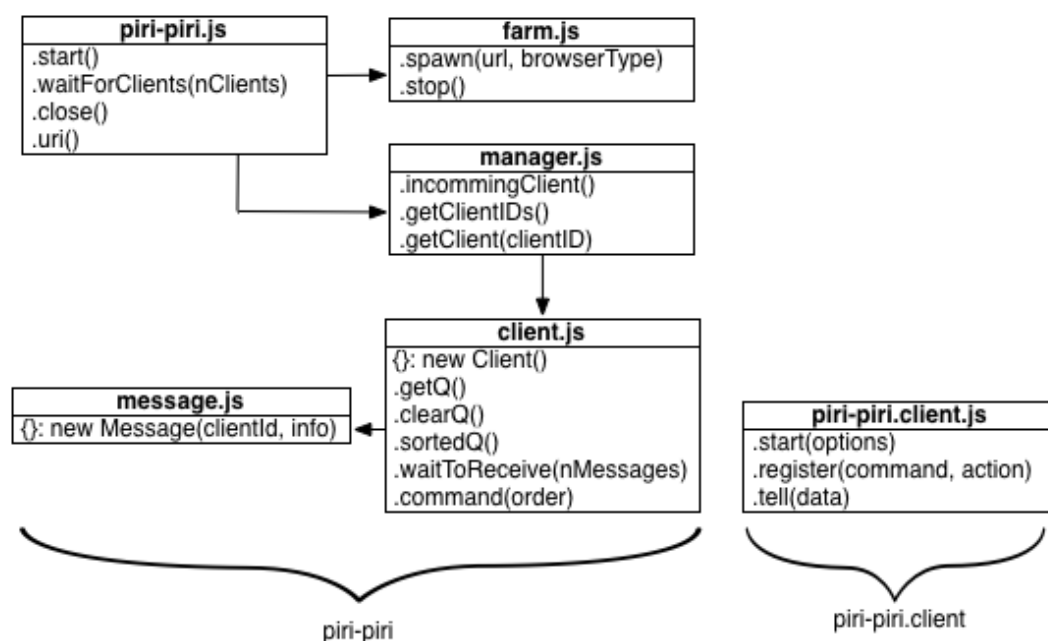 piri-piri.js
.start()
.waitForClients(nClients)
.close()
.uri()
farm.js
.spawn(url, browserType)
.stop()
manager.js
.incommingClient()
.getClientIDs()
.getClient(clientID)
client.js
{}: new Client()
.getQ()
.clearQ()
.sortedQ()
.waitToReceive(nMessages)
.command(order)
message.js
{}: new Message(clientId, info)
piri-piri.client.js
.start(options)
.register(command, action)
.tell(data)
piri-piri
piri-piri.client